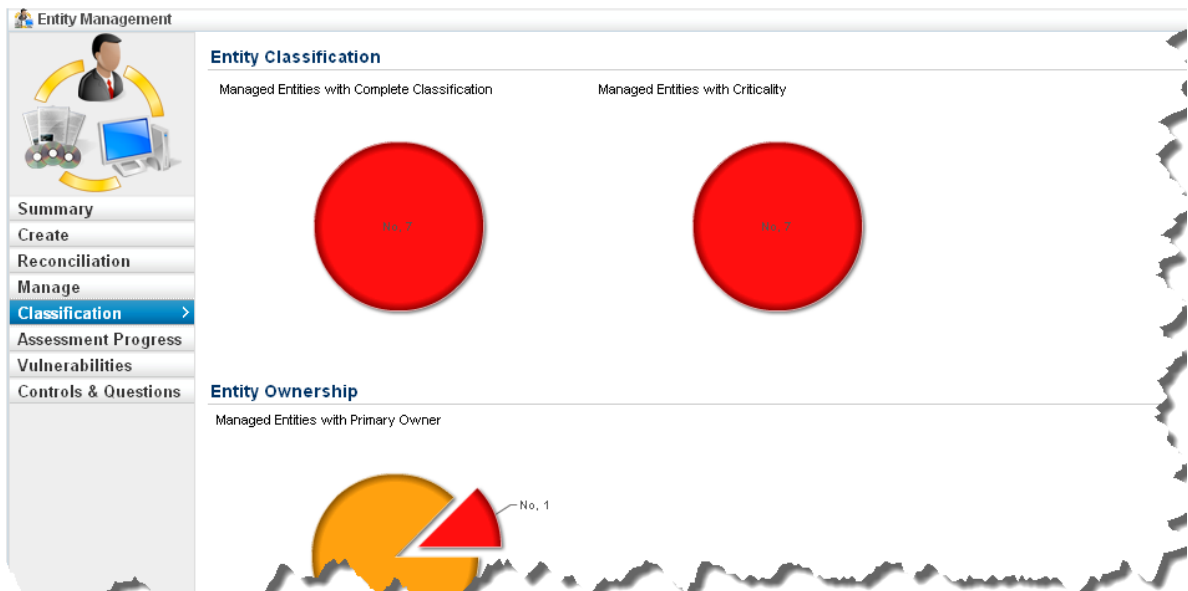 Entity Management
Summary
Create
Reconciliation
Manage
Classification
Assessment Progress
Vulnerabilities
Controls & Questions
Entity Classification
Managed Entities with Complete Classification
Managed Entities with Criticality
No, 7
No, 7
Entity Ownership
Managed Entities with Primary Owner
No, 1